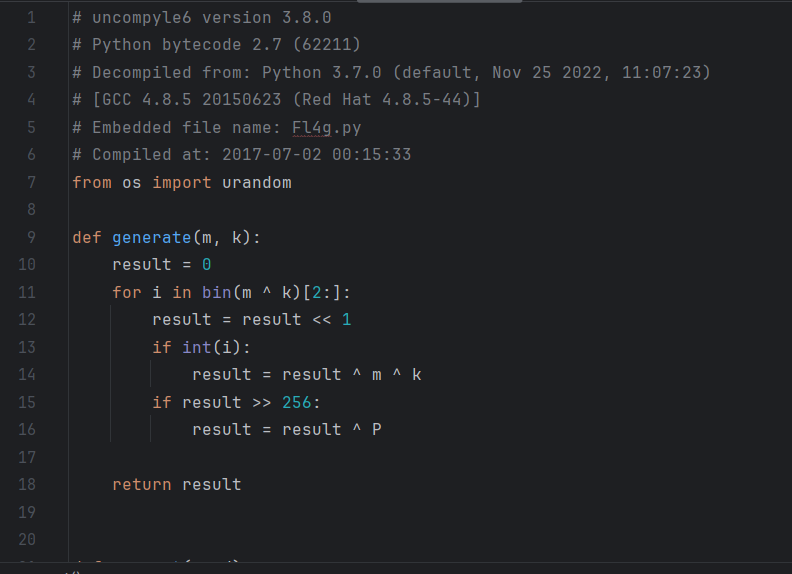 1 # uncompyle6 version 3.8.0
2 # Python bytecode 2.7 (62211)
3 # Decompiled from: Python 3.7.0 (default, Nov 25 2022, 11:07:23)
4 # [GCC 4.8.5 20150623 (Red Hat 4.8.5-44)]
5 # Embedded file name: Fl4g.py
6 # Compiled at: 2017-07-02 00:15:33
7 from os import urandom
8
9 def generate(m, k):
10     result = 0
11     for i in bin(m ^ k)[2:]:
12         result = result << 1
13         if int(i):
14             result = result ^ m ^ k
15         if result >> 256:
16             result = result ^ P
17
18     return result
19
20